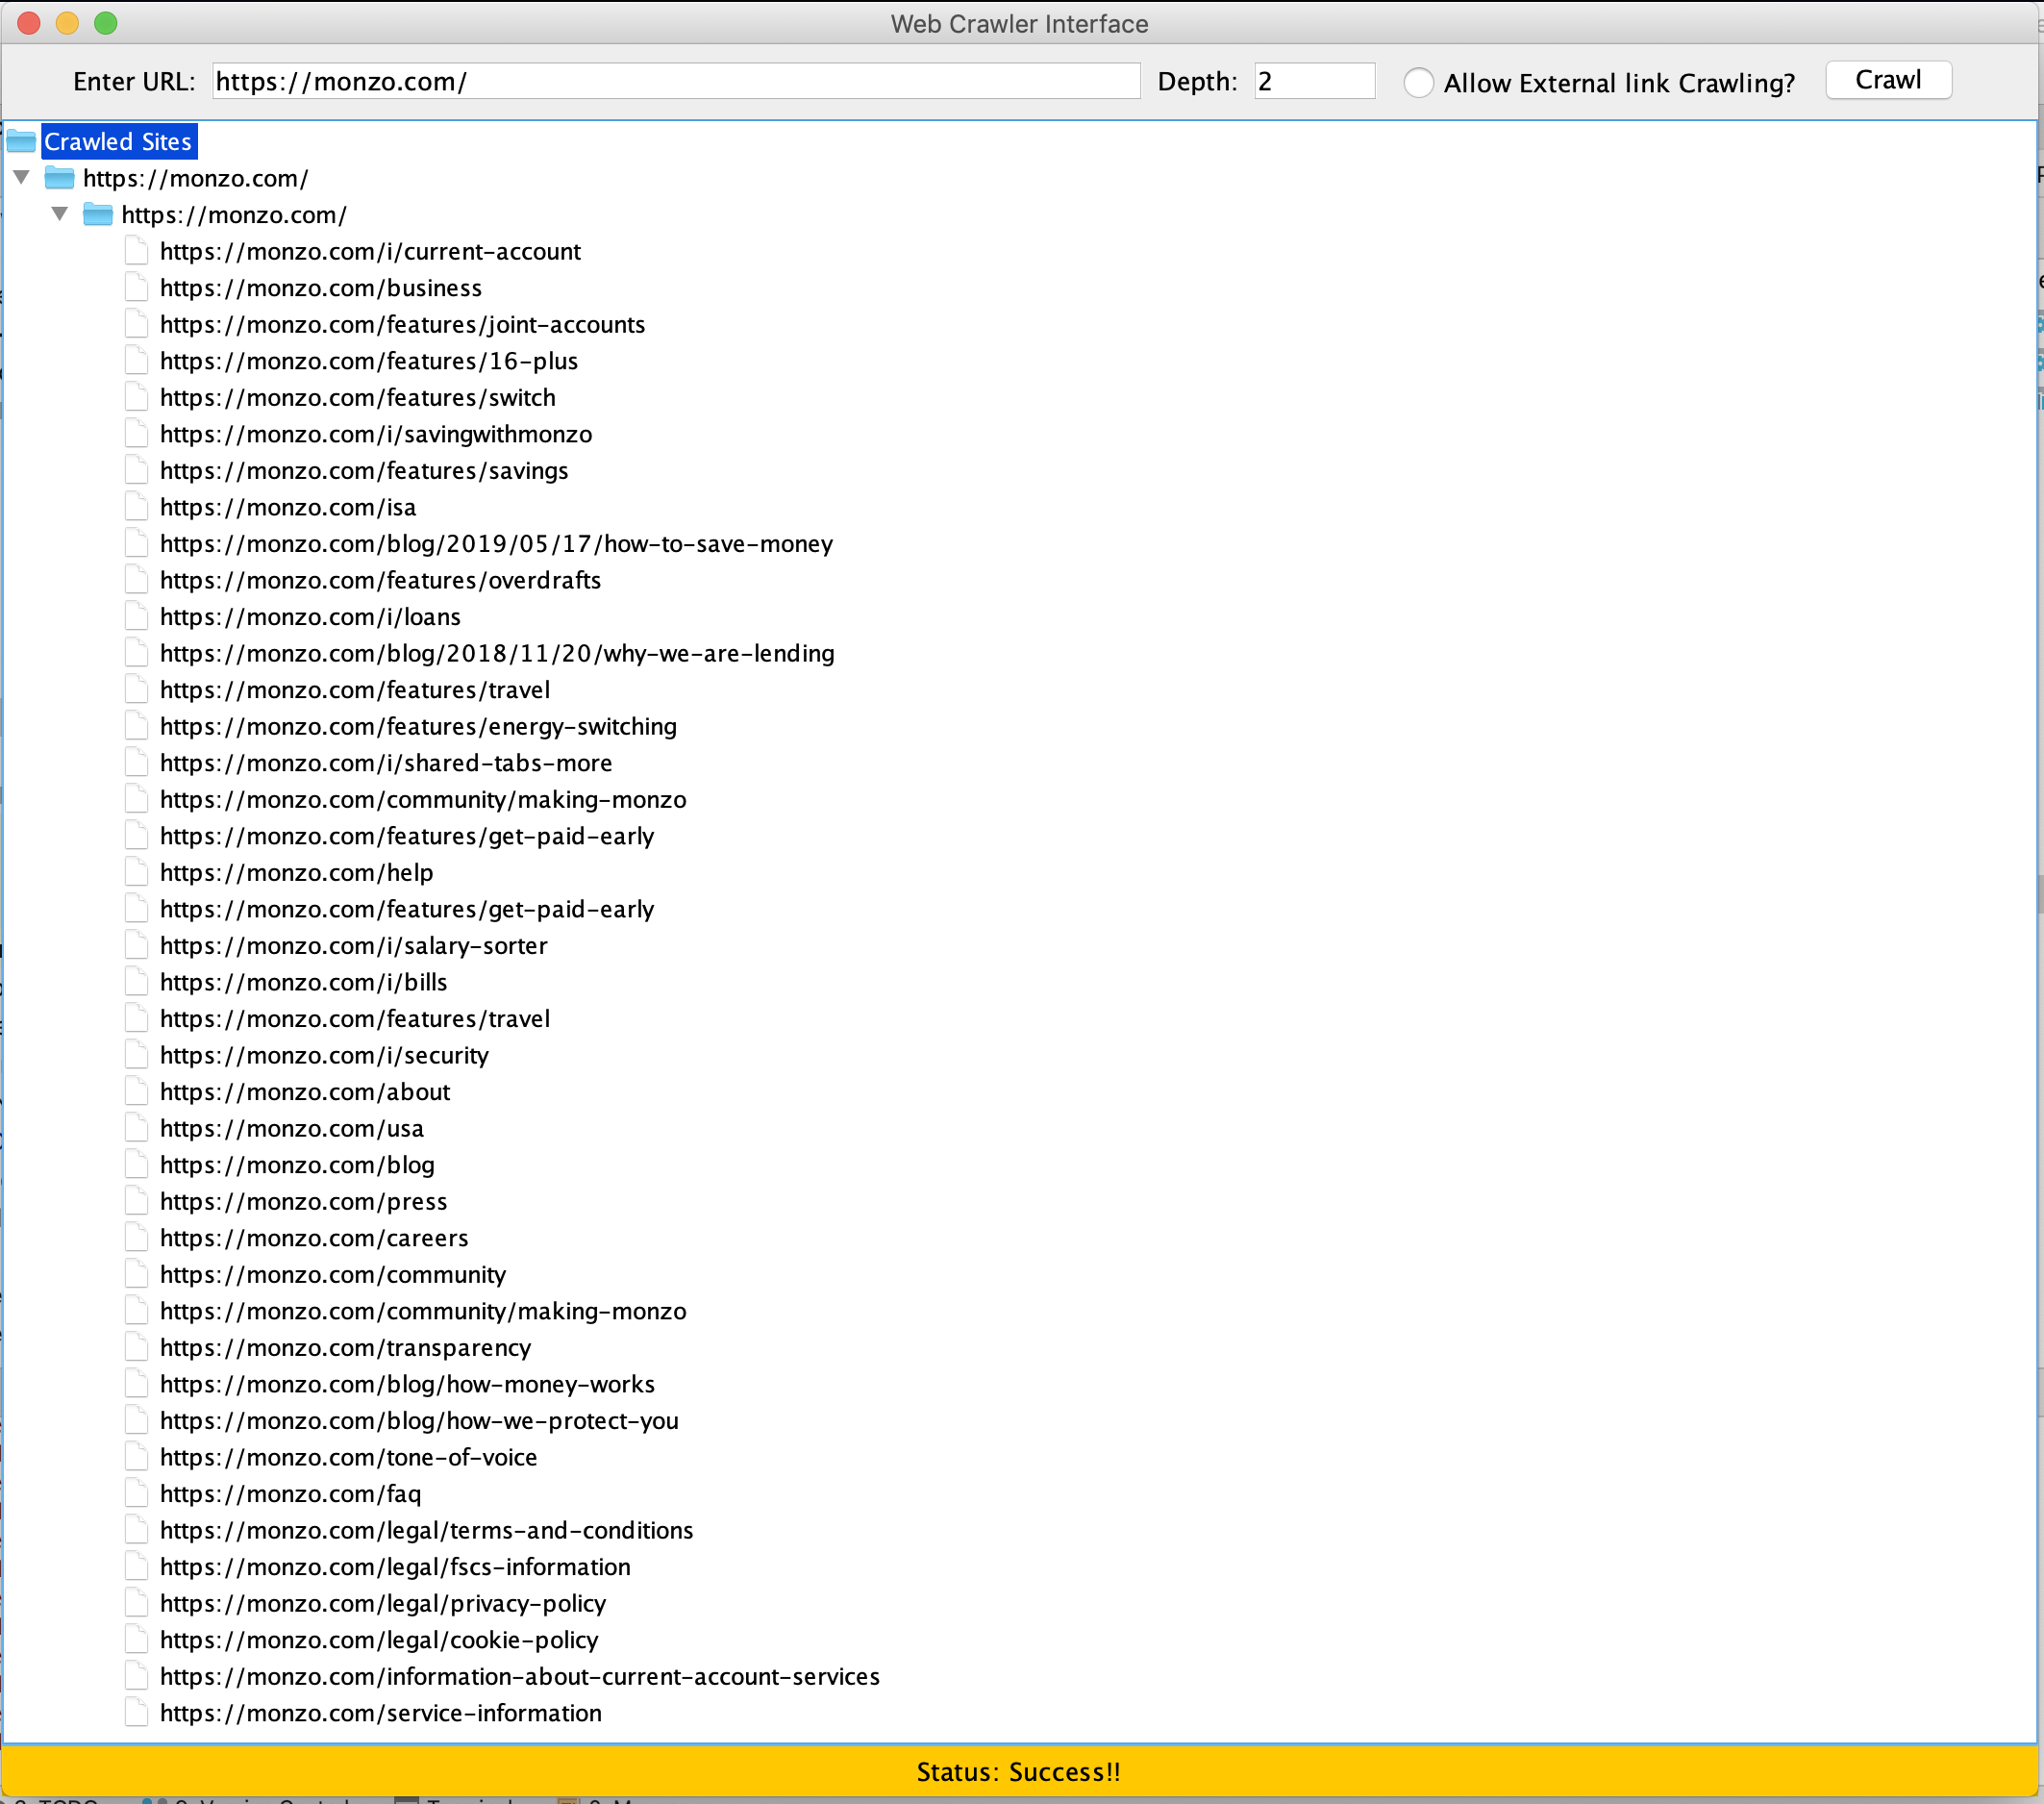 Web Crawler Interface
Enter URL: https://monzo.com/ Depth: 2 Allow External link Crawling? Crawl
Crawled Sites
https://monzo.com/
https://monzo.com/
https://monzo.com/i/current-account
https://monzo.com/business
https://monzo.com/features/joint-accounts
https://monzo.com/features/16-plus
https://monzo.com/features/switch
https://monzo.com/i/savingwithmonzo
https://monzo.com/features/savings
https://monzo.com/isa
https://monzo.com/blog/2019/05/17/how-to-save-money
https://monzo.com/features/overdrafts
https://monzo.com/i/loans
https://monzo.com/blog/2018/11/20/why-we-are-lending
https://monzo.com/features/travel
https://monzo.com/features/energy-switching
https://monzo.com/i/shared-tabs-more
https://monzo.com/community/making-monzo
https://monzo.com/features/get-paid-early
https://monzo.com/help
https://monzo.com/features/get-paid-early
https://monzo.com/i/salary-sorter
https://monzo.com/i/bills
https://monzo.com/features/travel
https://monzo.com/i/security
https://monzo.com/about
https://monzo.com/usa
https://monzo.com/blog
https://monzo.com/press
https://monzo.com/careers
https://monzo.com/community
https://monzo.com/community/making-monzo
https://monzo.com/transparency
https://monzo.com/blog/how-money-works
https://monzo.com/blog/how-we-protect-you
https://monzo.com/tone-of-voice
https://monzo.com/faq
https://monzo.com/legal/terms-and-conditions
https://monzo.com/legal/fscs-information
https://monzo.com/legal/privacy-policy
https://monzo.com/legal/cookie-policy
https://monzo.com/information-about-current-account-services
https://monzo.com/service-information
Status: Success!!